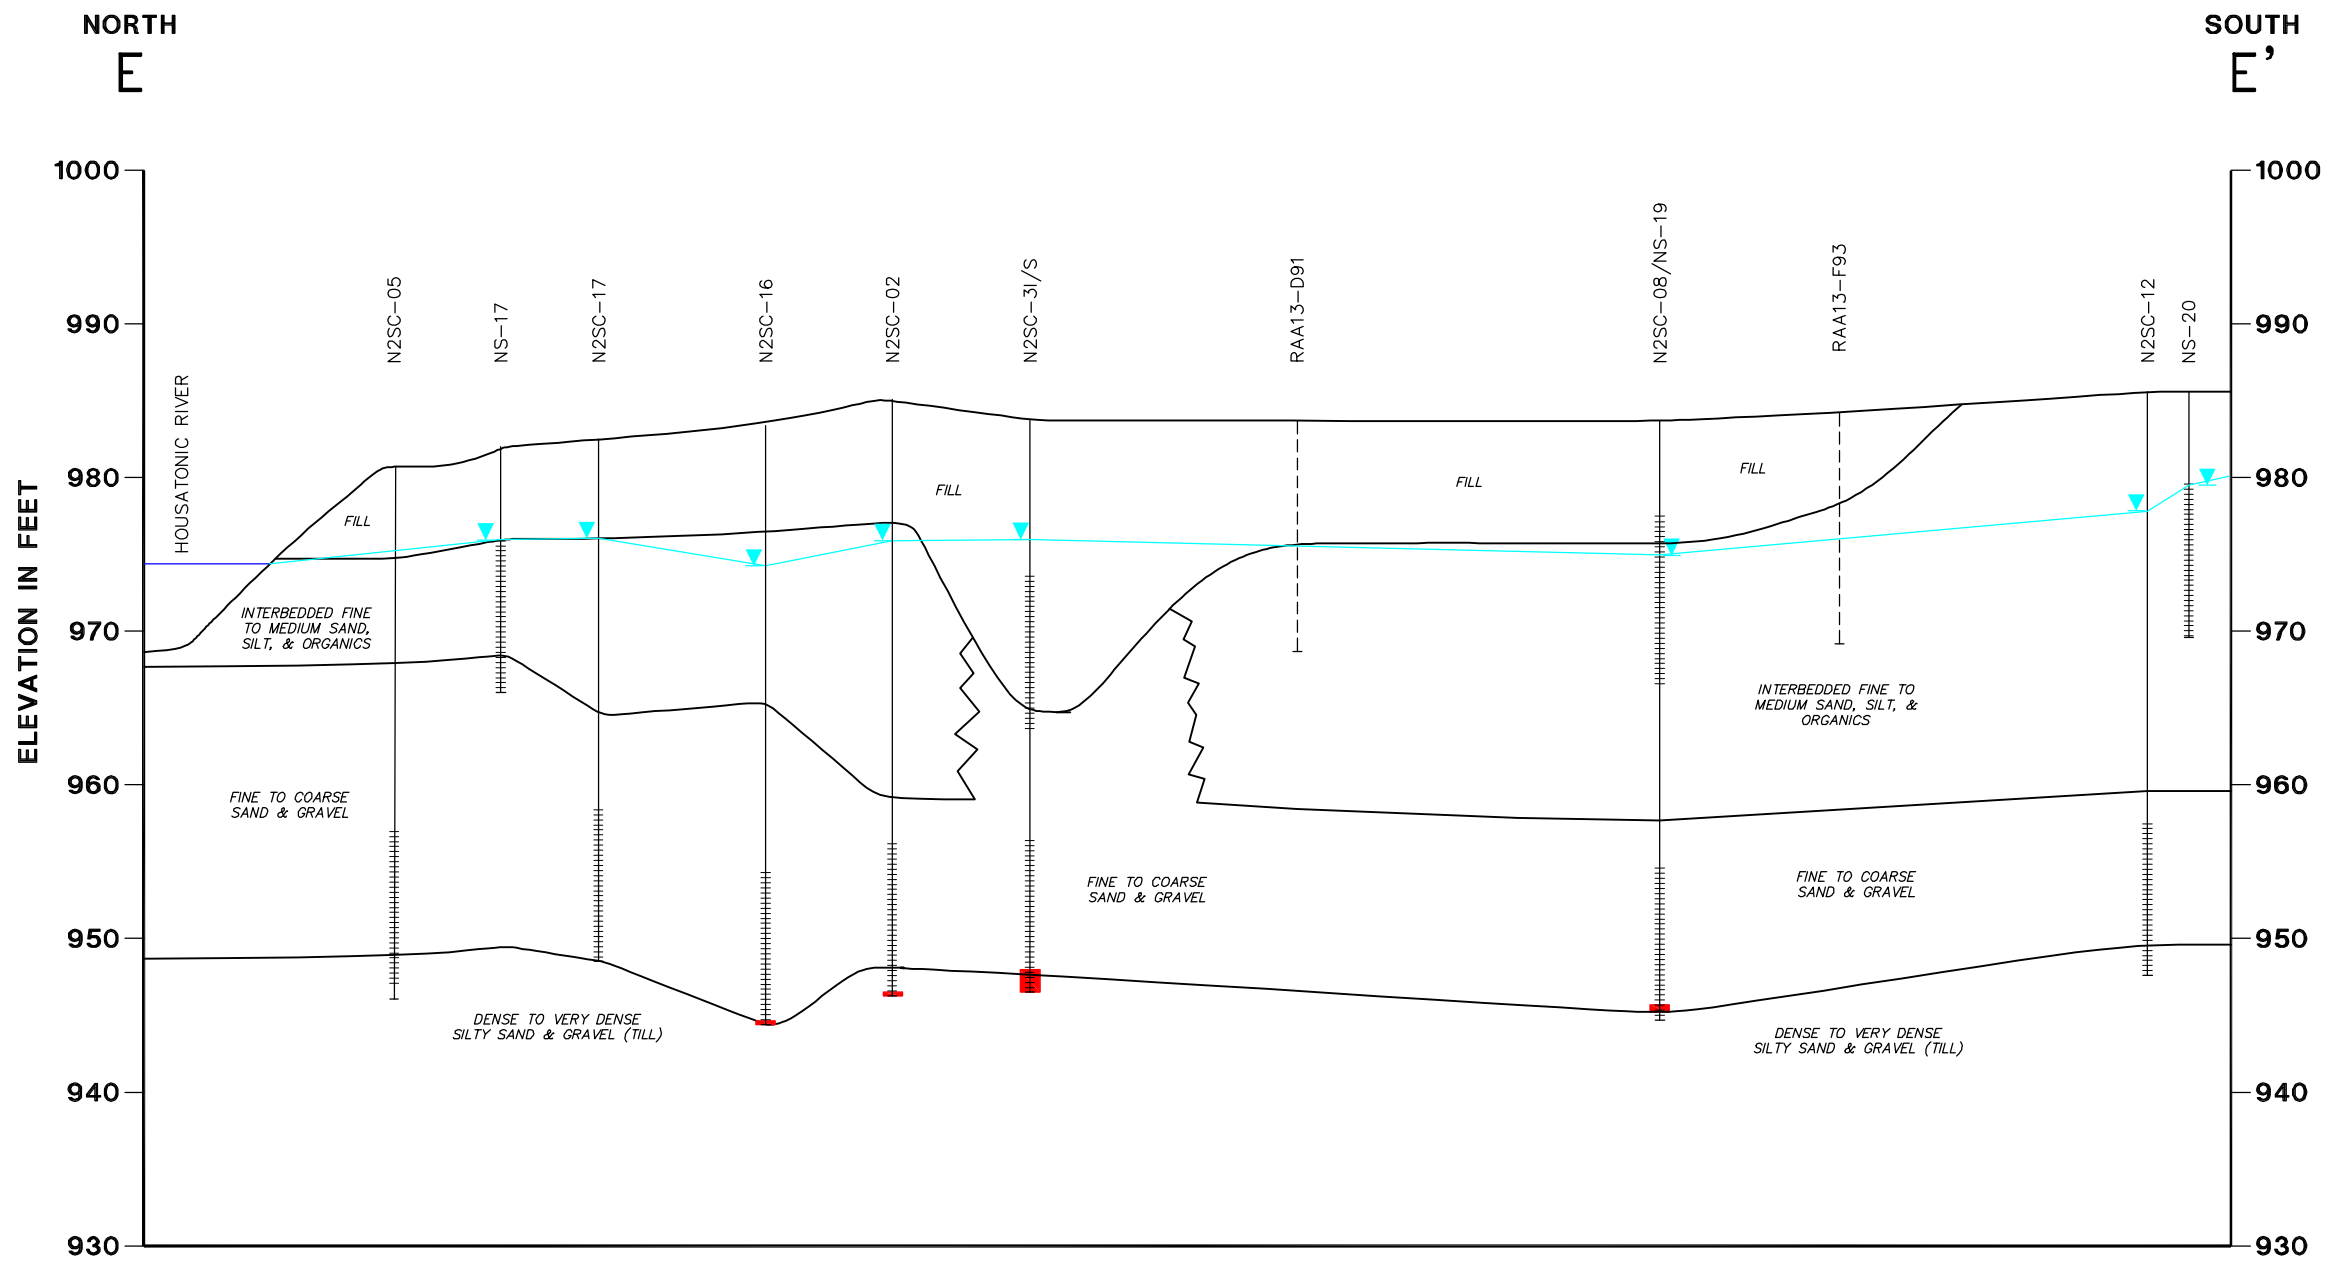 NORTH
E
SOUTH
E'
ELEVATION IN FEET
1000
990
980
970
960
950
940
930
1000
990
980
970
960
950
940
930
HOUSATONIC RIVER
N2SC-05
NS-17
N2SC-17
N2SC-16
N2SC-02
N2SC-3I/S
RAA13-D91
N2SC-08/NS-19
RAA13-F93
N2SC-12
NS-20
FILL
FILL
FILL
FILL
INTERBEDDED FINE
TO MEDIUM SAND,
SILT, & ORGANICS
INTERBEDDED FINE TO
MEDIUM SAND, SILT, &
ORGANICS
FINE TO COARSE
SAND & GRAVEL
FINE TO COARSE
SAND & GRAVEL
FINE TO COARSE
SAND & GRAVEL
DENSE TO VERY DENSE
SILTY SAND & GRAVEL (TILL)
DENSE TO VERY DENSE
SILTY SAND & GRAVEL (TILL)